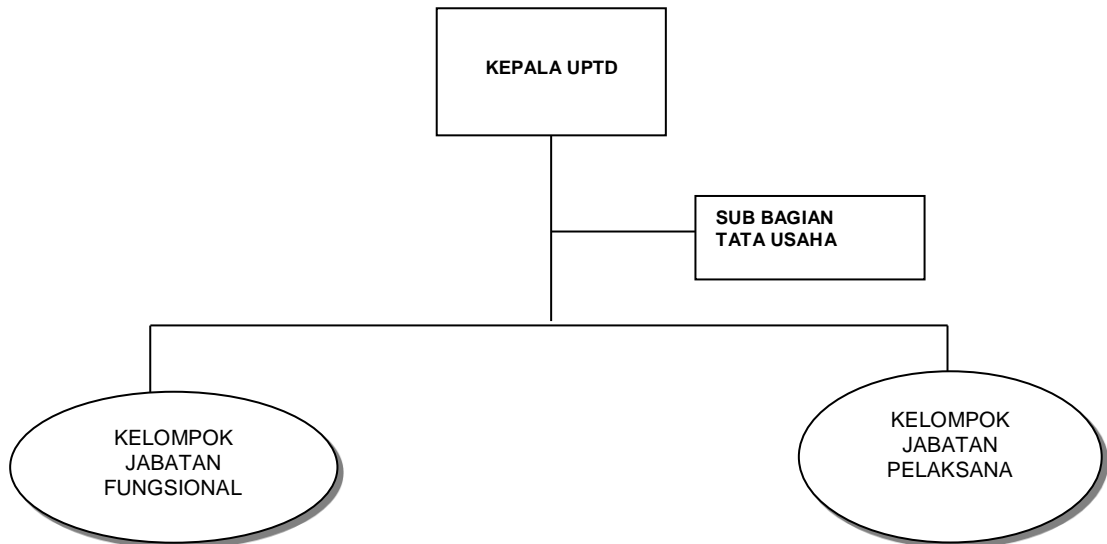 KEPALA UPTD
SUB BAGIAN
TATA USAHA
KELOMPOK
JABATAN
FUNGSIONAL
KELOMPOK
JABATAN
PELAKSANA